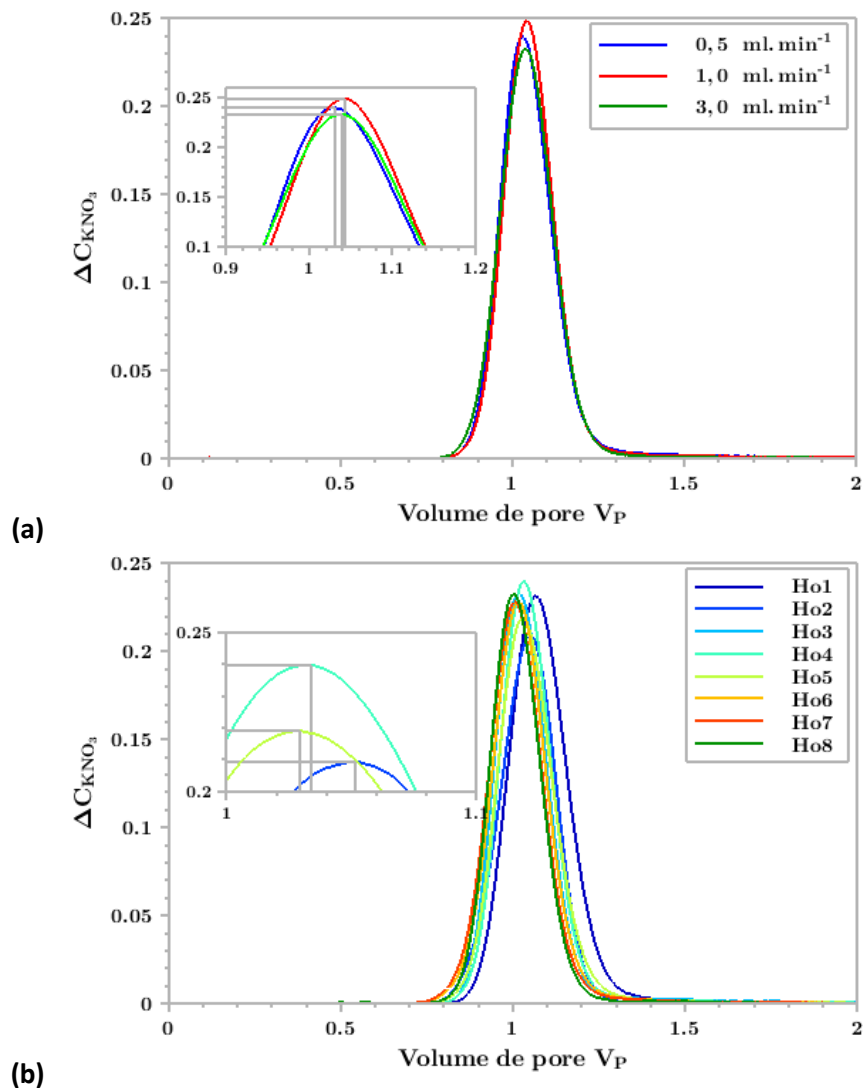 0.25
0.2
0.15
0.1
0.05
0
0
0.5
1
1.5
2
ΔC_KNO₃
Volume de pore V_P
0,5 ml.min⁻¹
1,0 ml.min⁻¹
3,0 ml.min⁻¹
0.25
0.2
0.15
0.1
0.9
1
1.1
1.2
(a)
0.25
0.2
0.15
0.1
0.05
0
0
0.5
1
1.5
2
ΔC_KNO₃
Volume de pore V_P
Ho1
Ho2
Ho3
Ho4
Ho5
Ho6
Ho7
Ho8
0.25
0.2
1
1.1
(b)